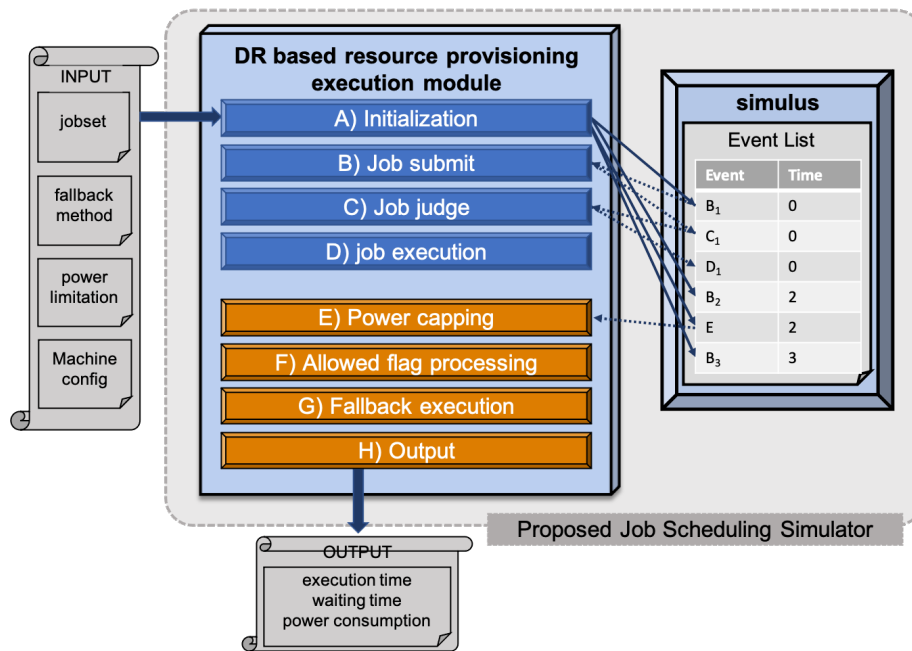 INPUT
jobset
fallback
method
power
limitation
Machine
config
DR based resource provisioning
execution module
A) Initialization
B) Job submit
C) Job judge
D) job execution
E) Power capping
F) Allowed flag processing
G) Fallback execution
H) Output
simulus
Event List
Event Time
B1 0
C1 0
D1 0
B2 2
E 2
B3 3
Proposed Job Scheduling Simulator
OUTPUT
execution time
waiting time
power consumption